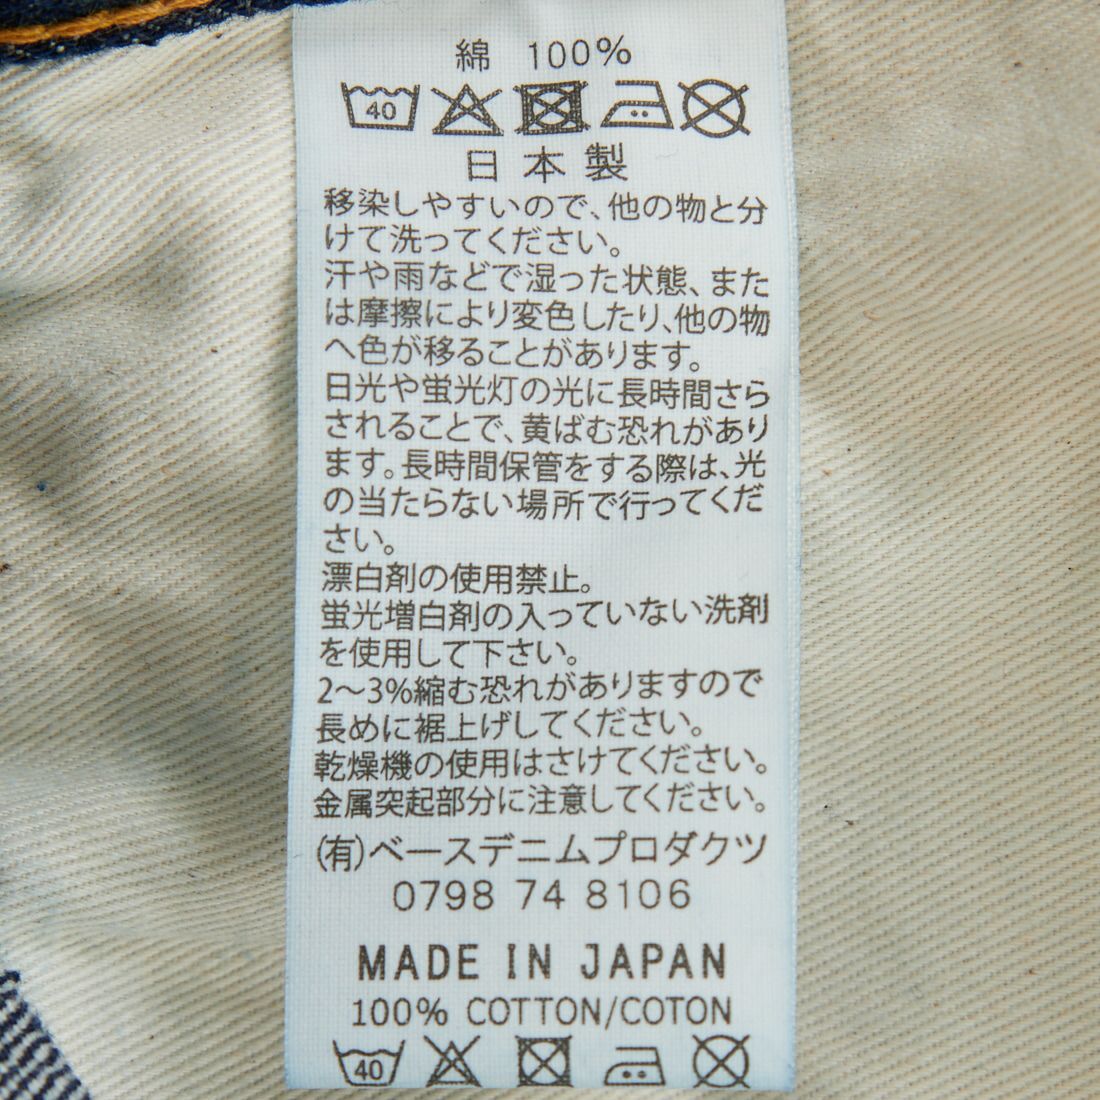 綿 100%
40
日本製
移染しやすいので、他の物と分
けて洗ってください。
汗や雨などで湿った状態、また
は摩擦により変色したり、他の物
へ色が移ることがあります。
日光や蛍光灯の光に長時間さら
されることで、黄ばむ恐れがあり
ます。長時間保管をする際は、光
の当たらない場所で行ってくだ
さい。
漂白剤の使用禁止。
蛍光増白剤の入っていない洗剤
を使用して下さい。
2〜3%縮む恐れがありますので
長めに裾上げしてください。
乾燥機の使用はさけてください。
金属突起部分に注意してください。
(有)ベースデニムプロダクツ
0798 74 8106
MADE IN JAPAN
100% COTTON/COTON
40